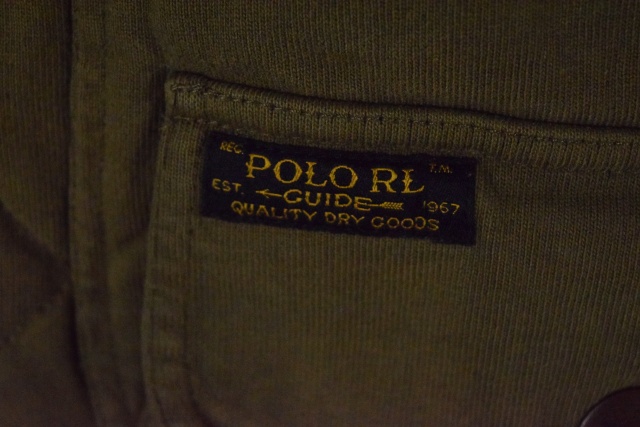 REG. T.M.
POLO RL
EST. GUIDE 1967
QUALITY DRY GOODS